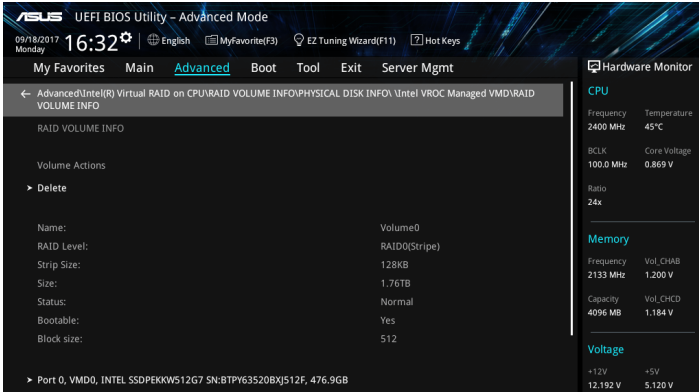 ASUS UEFI BIOS Utility – Advanced Mode
09/18/2017 Monday 16:32 English MyFavorite(F3) EZ Tuning Wizard(F11) ? Hot Keys
My Favorites Main Advanced Boot Tool Exit Server Mgmt
Advanced\Intel(R) Virtual RAID on CPU\RAID VOLUME INFO\PHYSICAL DISK INFO\ \Intel VROC Managed VMD\RAID
VOLUME INFO
RAID VOLUME INFO
Volume Actions
Delete
Name: Volume0
RAID Level: RAID0(Stripe)
Strip Size: 128KB
Size: 1.76TB
Status: Normal
Bootable: Yes
Block size: 512
Port 0, VMD0, INTEL SSDPEKKW512G7 SN:BTPY63520BXJ512F, 476.9GB
Hardware Monitor
CPU
Frequency Temperature
2400 MHz 45°C
BCLK Core Voltage
100.0 MHz 0.869 V
Ratio
24x
Memory
Frequency Vol_CHAB
2133 MHz 1.200 V
Capacity Vol_CHCD
4096 MB 1.184 V
Voltage
+12V +5V
12.192 V 5.120 V